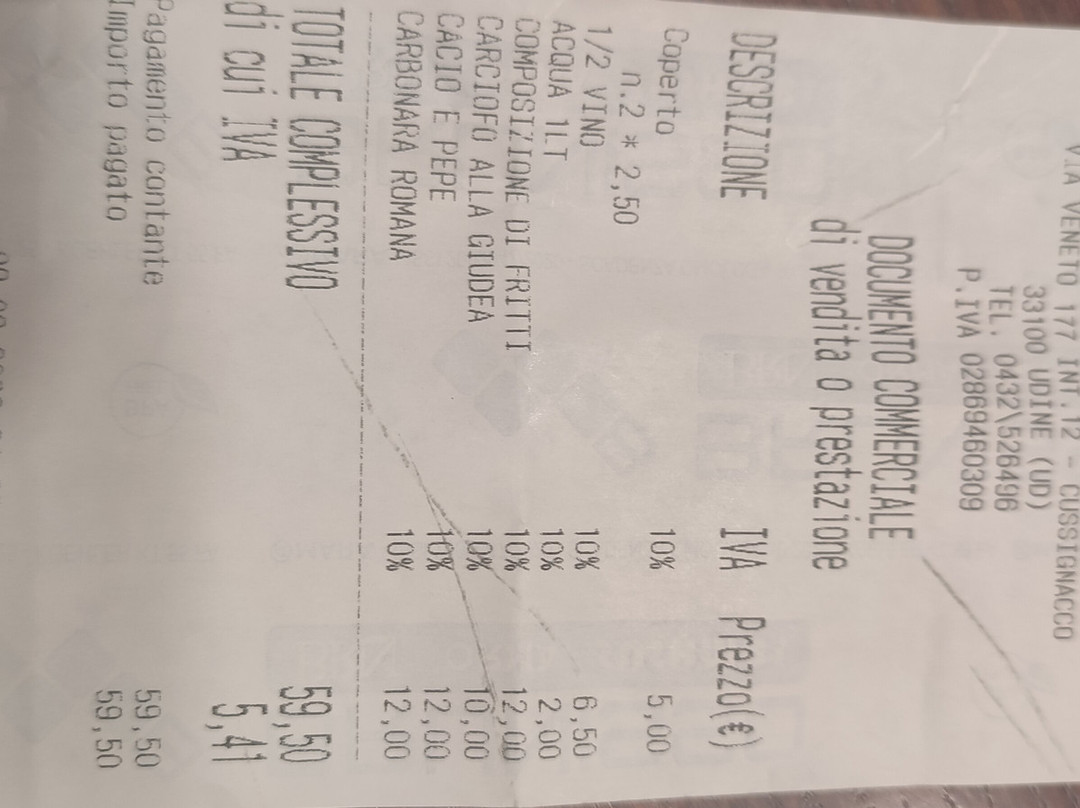 VIA VENETO 177 INT.12 - CUSSIGNACCO
33100 UDINE (UD)
TEL. 0432\526496
P.IVA 02869460309
DOCUMENTO COMMERCIALE
di vendita o prestazione
DESCRIZIONE IVA Prezzo(€)
Coperto 10% 5,00
n.2 * 2,50
1/2 VINO 10% 6,50
ACQUA 1LT 10% 2,00
COMPOSIZIONE DI FRITTI 10% 12,00
CARCIOFO ALLA GIUDEA 10% 10,00
CACIO E PEPE 10% 12,00
CARBONARA ROMANA 10% 12,00
TOTALE COMPLESSIVO 59,50
di cui IVA 5,41
Pagamento contante 59,50
Importo pagato 59,50